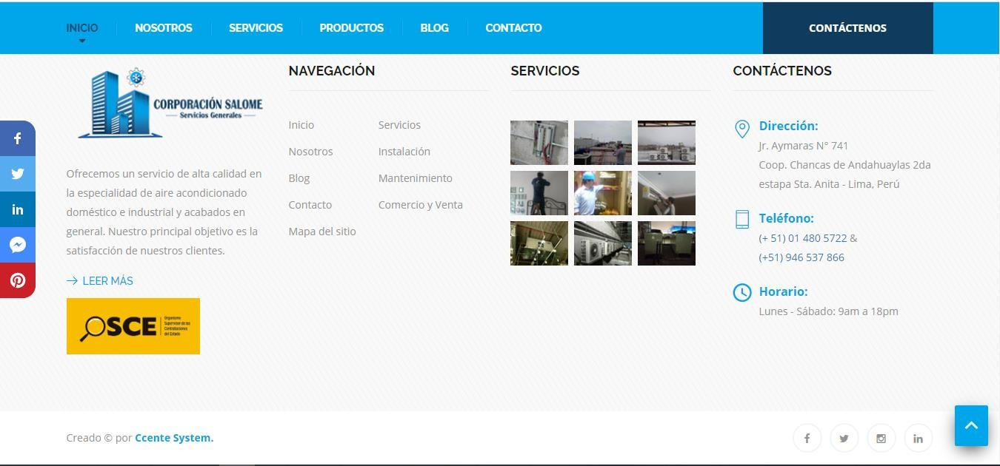 INICIO
NOSOTROS
SERVICIOS
PRODUCTOS
BLOG
CONTACTO
CONTÁCTENOS
CORPORACIÓN SALOME
Servicios Generales
Ofrecemos un servicio de alta calidad en
la especialidad de aire acondicionado
doméstico e industrial y acabados en
general. Nuestro principal objetivo es la
satisfacción de nuestros clientes.
LEER MÁS
OSCE
Organismo
Supervisor de las
Contrataciones
del Estado
NAVEGACIÓN
Inicio
Nosotros
Blog
Contacto
Mapa del sitio
Servicios
Instalación
Mantenimiento
Comercio y Venta
SERVICIOS
CONTÁCTENOS
Dirección:
Jr. Aymaras N° 741
Coop. Chancas de Andahuaylas 2da
estapa Sta. Anita - Lima, Perú
Teléfono:
(+ 51) 01 480 5722 &
(+51) 946 537 866
Horario:
Lunes - Sábado: 9am a 18pm
Creado © por Ccente System.